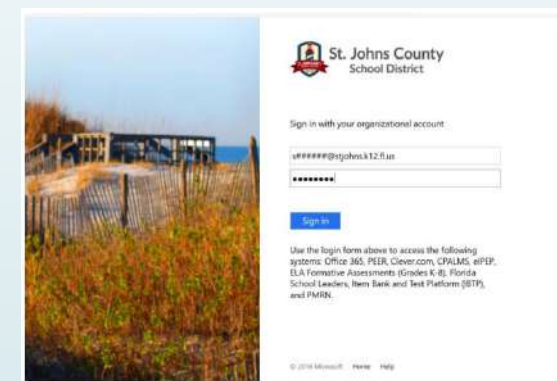 St. Johns County
School District
Sign in with your organizational account
s######@stjohns.k12.fl.us
●●●●●●●●
Sign in
Use the login form above to access the following
systems: Office 365, PEER, Clever.com, CPALMS, eIPEP,
ELA Formative Assessments (Grades K-8), Florida
School Leaders, Item Bank and Test Platform (IBTP),
and PMRN.
© 2016 Microsoft Home Help